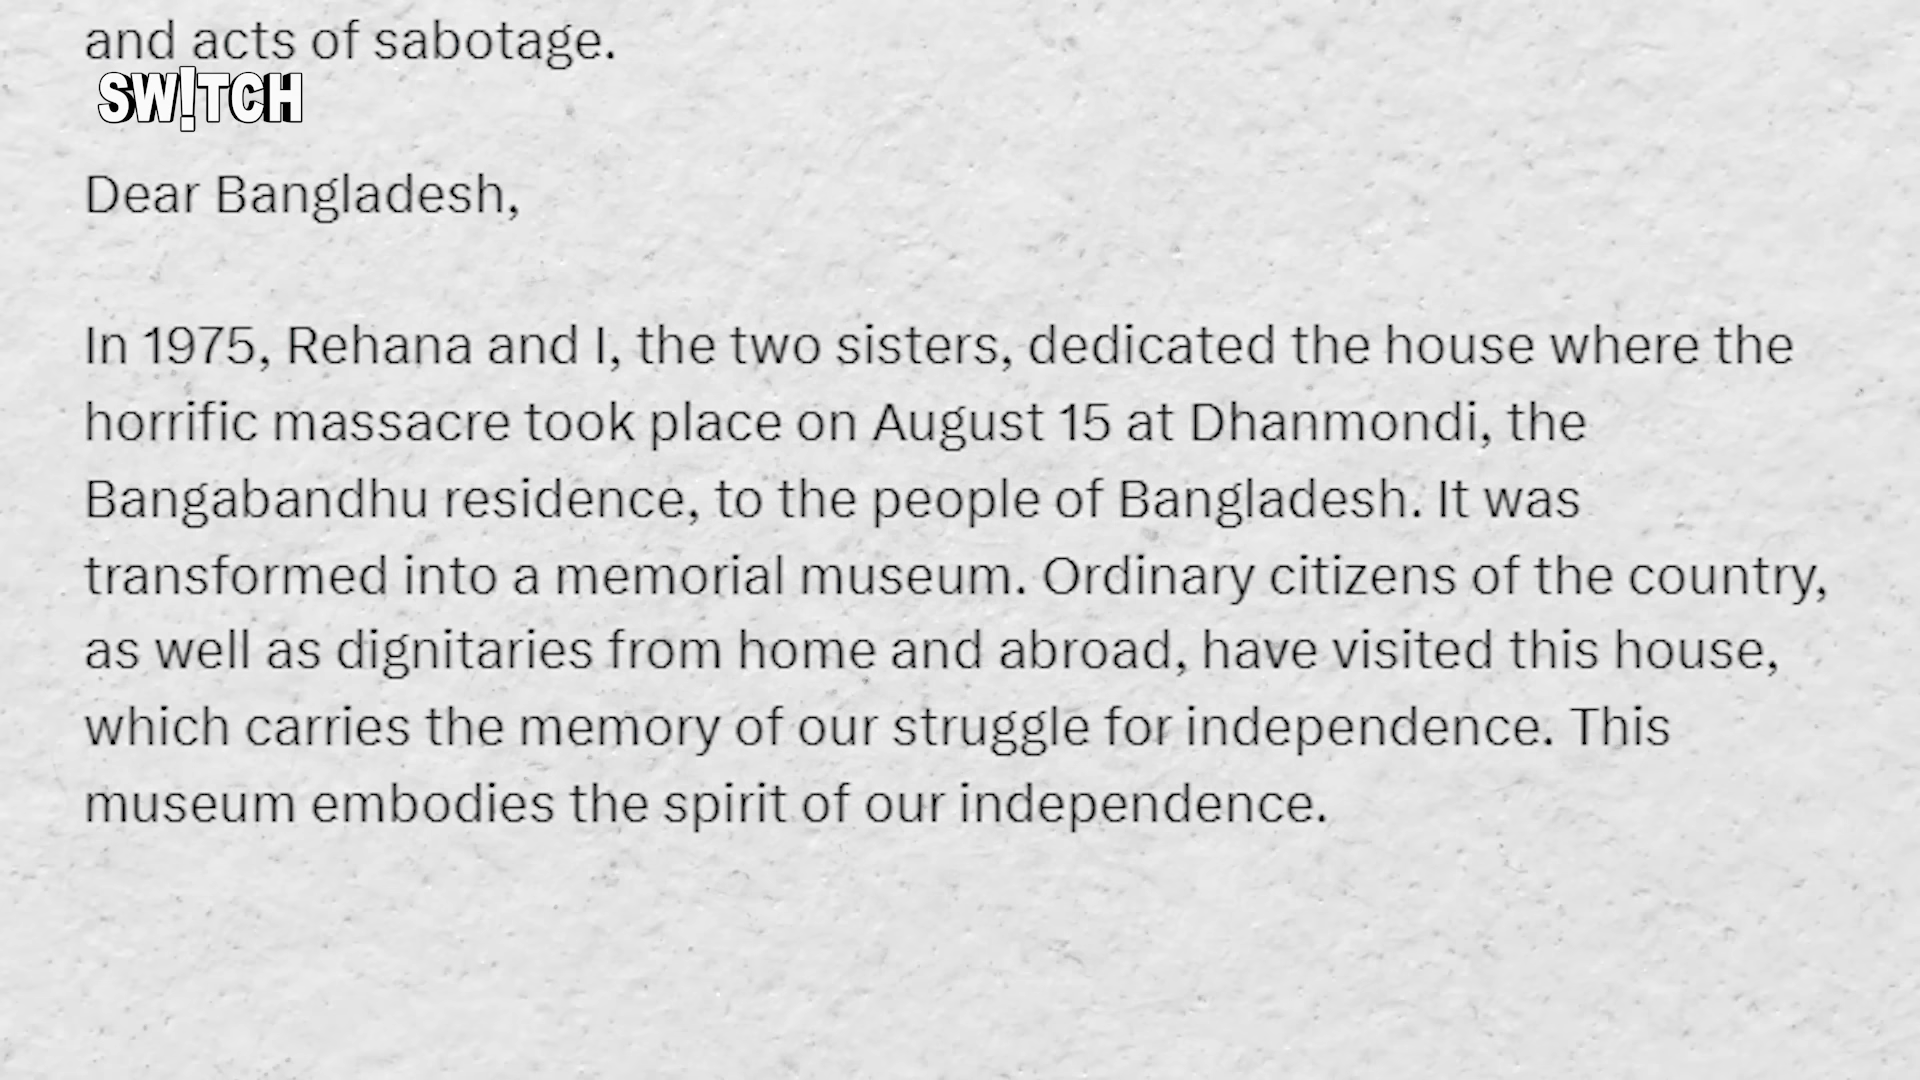 and acts of sabotage.
SW!TCH
Dear Bangladesh,
In 1975, Rehana and I, the two sisters, dedicated the house where the
horrific massacre took place on August 15 at Dhanmondi, the
Bangabandhu residence, to the people of Bangladesh. It was
transformed into a memorial museum. Ordinary citizens of the country,
as well as dignitaries from home and abroad, have visited this house,
which carries the memory of our struggle for independence. This
museum embodies the spirit of our independence.